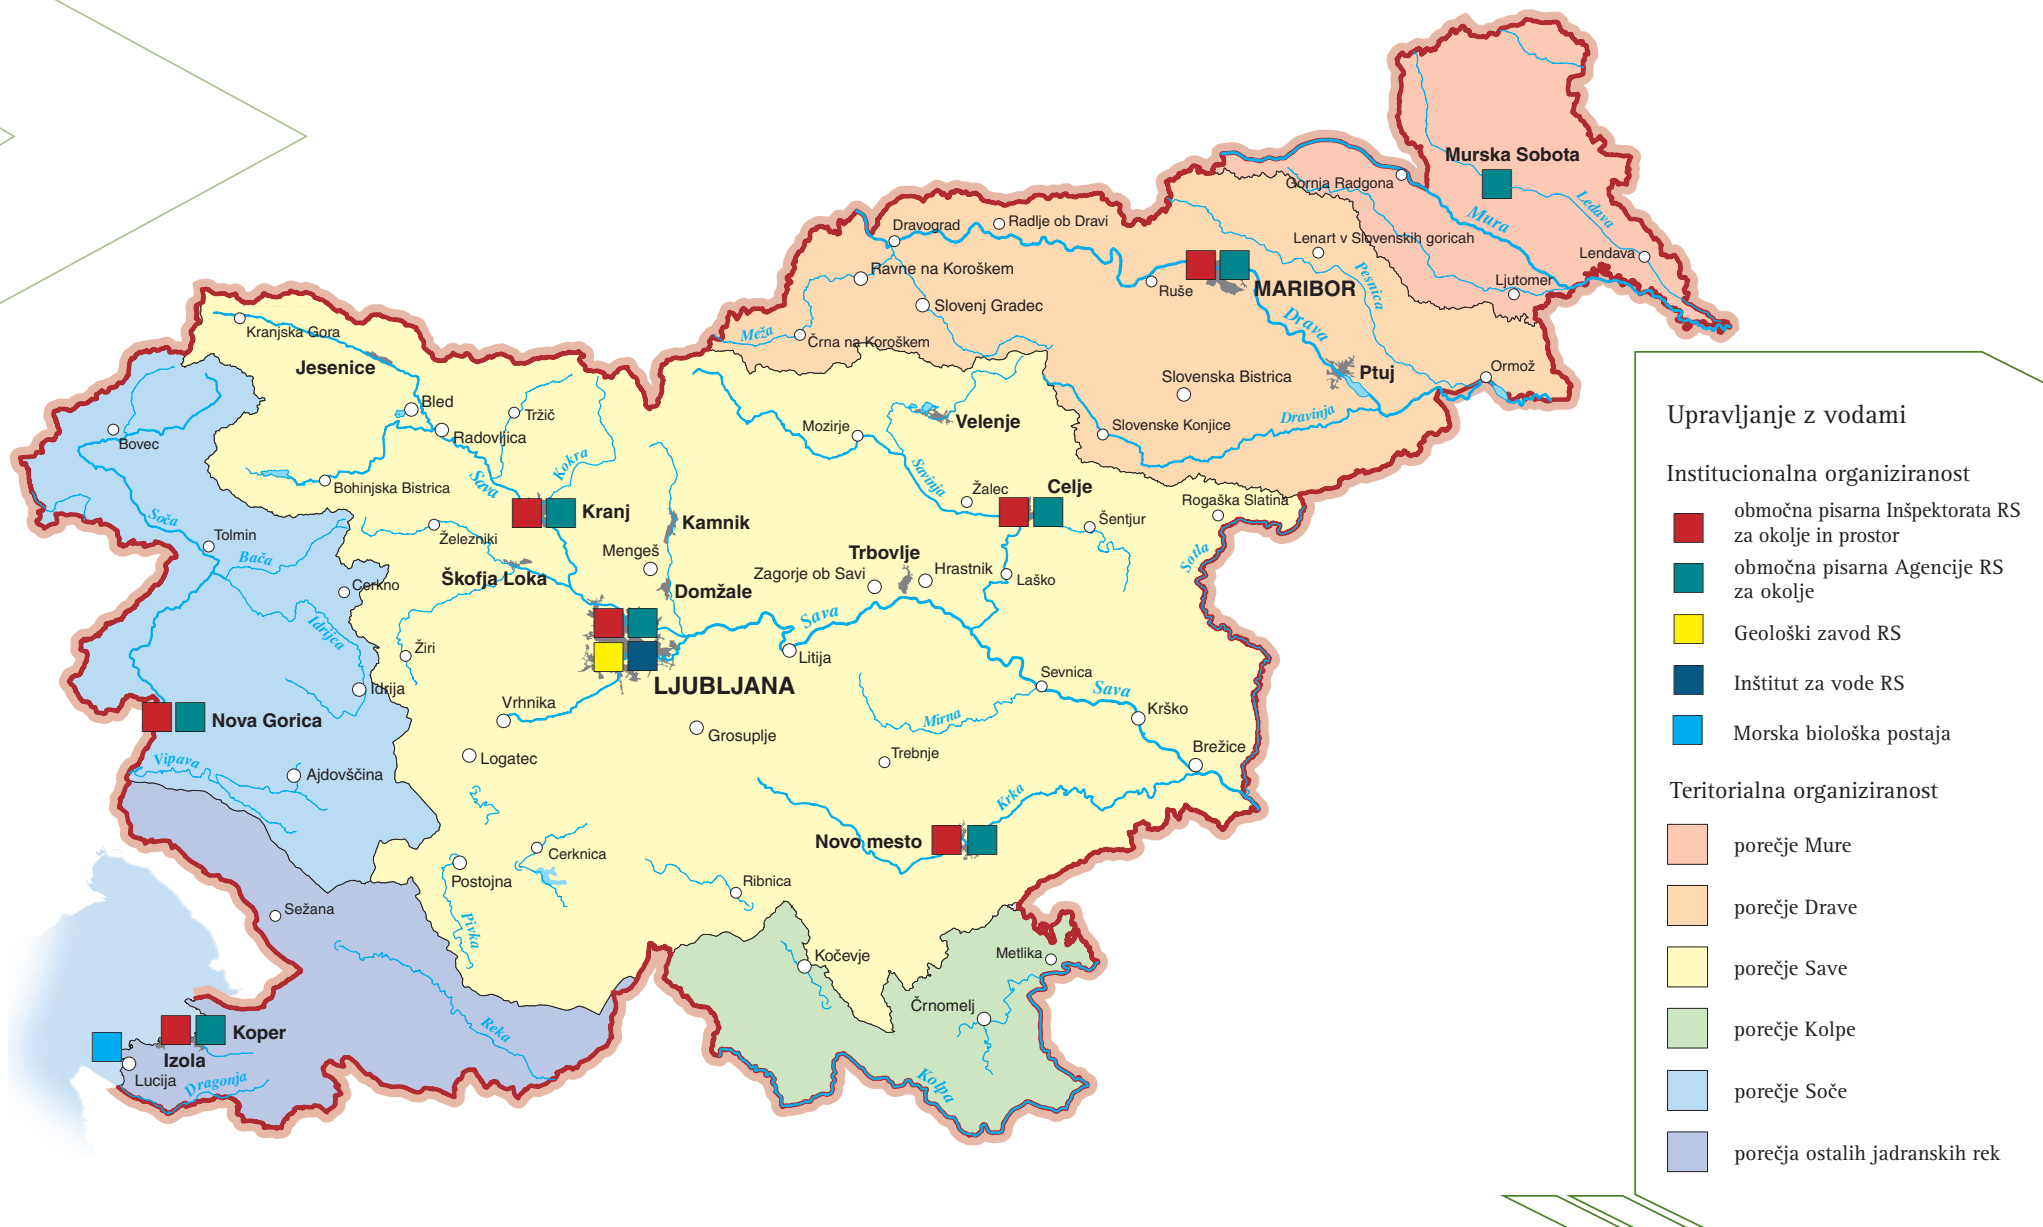 Murska Sobota
Gornja Radgona
Ledava
Mura
Dravograd
Radlje ob Dravi
Lenart v Slovenskih goricah
Lendava
Ravne na Koroškem
Pesnica
Ljutomer
Ruše
MARIBOR
Slovenj Gradec
Drava
Kranjska Gora
Meža
Črna na Koroškem
Jesenice
Ormož
Ptuj
Slovenska Bistrica
Bled
Tržič
Velenje
Dravinja
Mozirje
Slovenske Konjice
Bovec
Radovljica
Kokra
Sava
Savinja
Bohinjska Bistrica
Žalec
Celje
Rogaška Slatina
Soča
Kranj
Kamnik
Šentjur
Tolmin
Železniki
Mengeš
Trbovlje
Sotla
Bača
Škofja Loka
Zagorje ob Savi
Hrastnik
Laško
Cerkno
Domžale
Sava
Idrijca
Žiri
Litija
Idrija
LJUBLJANA
Sevnica
Sava
Vrhnika
Krško
Nova Gorica
Mirna
Grosuplje
Brežice
Logatec
Trebnje
Vipava
Ajdovščina
Krka
Novo mesto
Cerknica
Postojna
Ribnica
Sežana
Pivka
Kočevje
Metlika
Črnomelj
Reka
Koper
Izola
Lucija
Dragonja
Kolpa
Upravljanje z vodami
Institucionalna organiziranost
območna pisarna Inšpektorata RS
za okolje in prostor
območna pisarna Agencije RS
za okolje
Geološki zavod RS
Inštitut za vode RS
Morska biološka postaja
Teritorialna organiziranost
porečje Mure
porečje Drave
porečje Save
porečje Kolpe
porečje Soče
porečja ostalih jadranskih rek